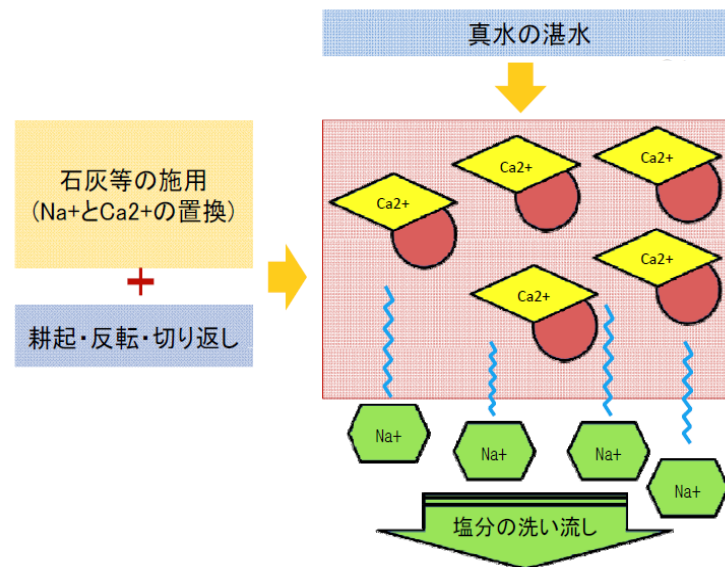 真水の湛水
石灰等の施用
(Na+とCa2+の置換)
+
耕起・反転・切り返し
Ca2+
Ca2+
Ca2+
Ca2+
Ca2+
Na+
Na+
Na+
Na+
塩分の洗い流し